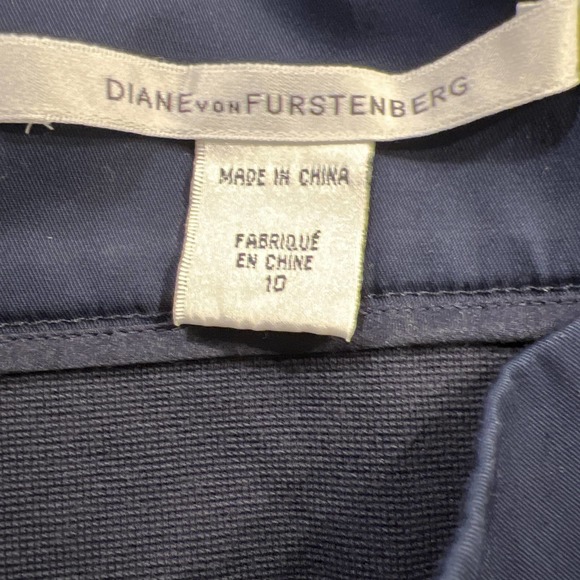 DIANE VON FURSTENBERG
MADE IN CHINA
FABRIQUÉ
EN CHINE
10